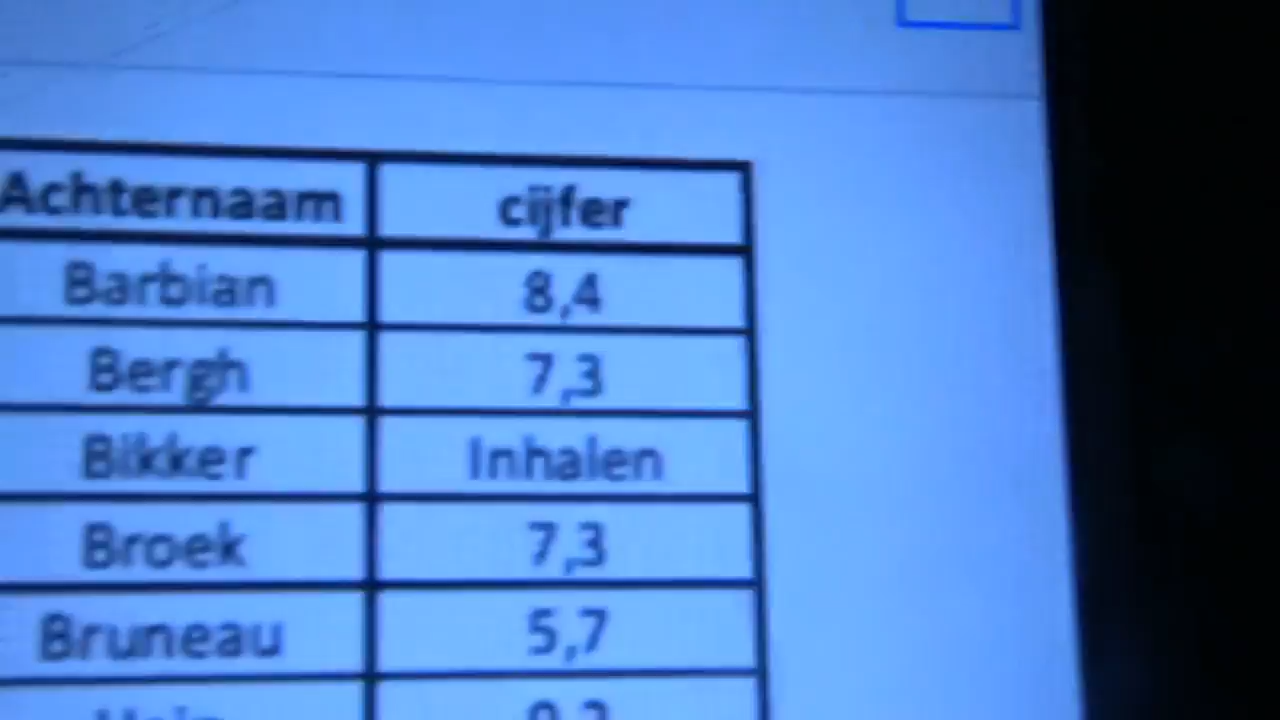 Achternaam cijfer
Barbian 8,4
Bergh 7,3
Bikker Inhalen
Broek 7,3
Bruneau 5,7